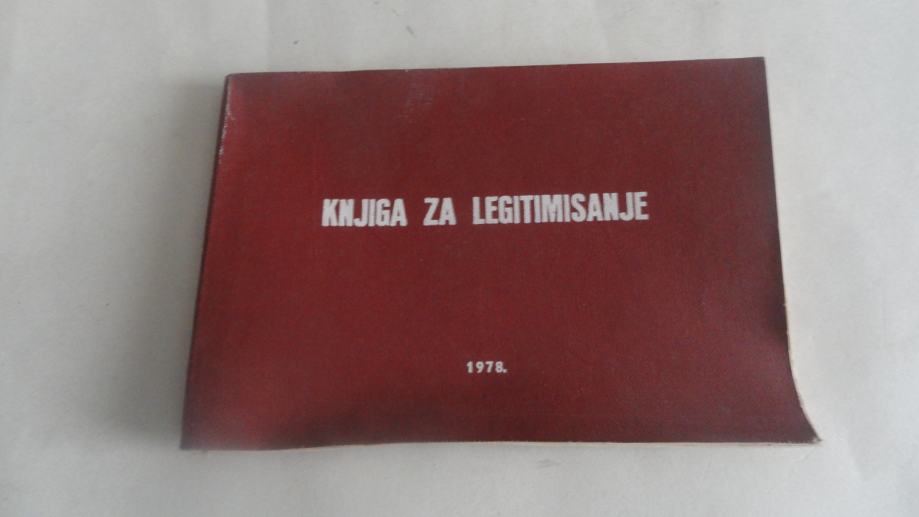 KNJIGA ZA LEGITIMISANJE
1978.